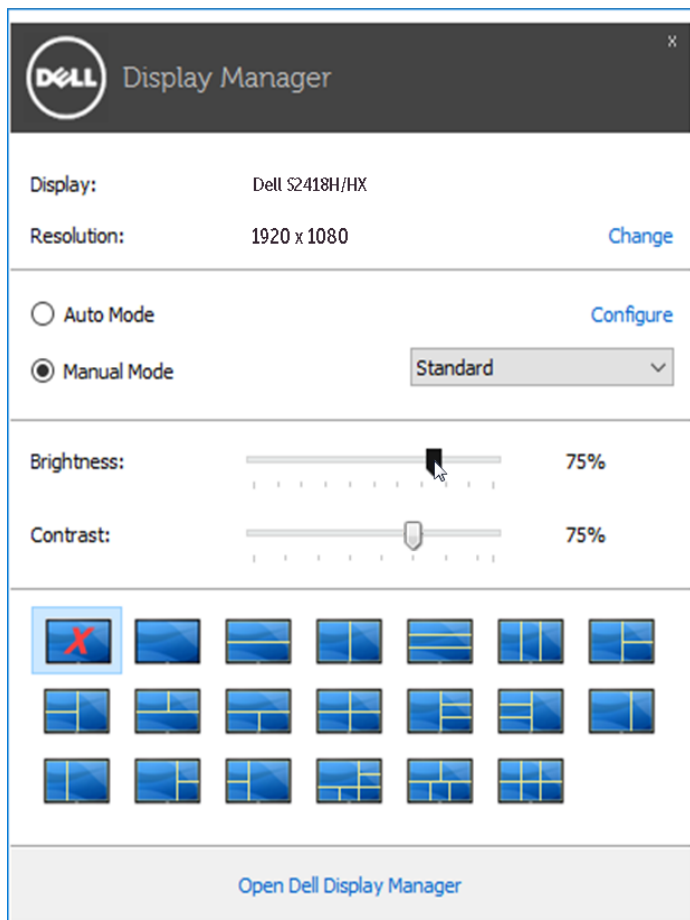 DELL Display Manager x
Display: Dell S2418H/HX
Resolution: 1920 x 1080 Change
Auto Mode Configure
Manual Mode Standard
Brightness: 75%
Contrast: 75%
X
Open Dell Display Manager